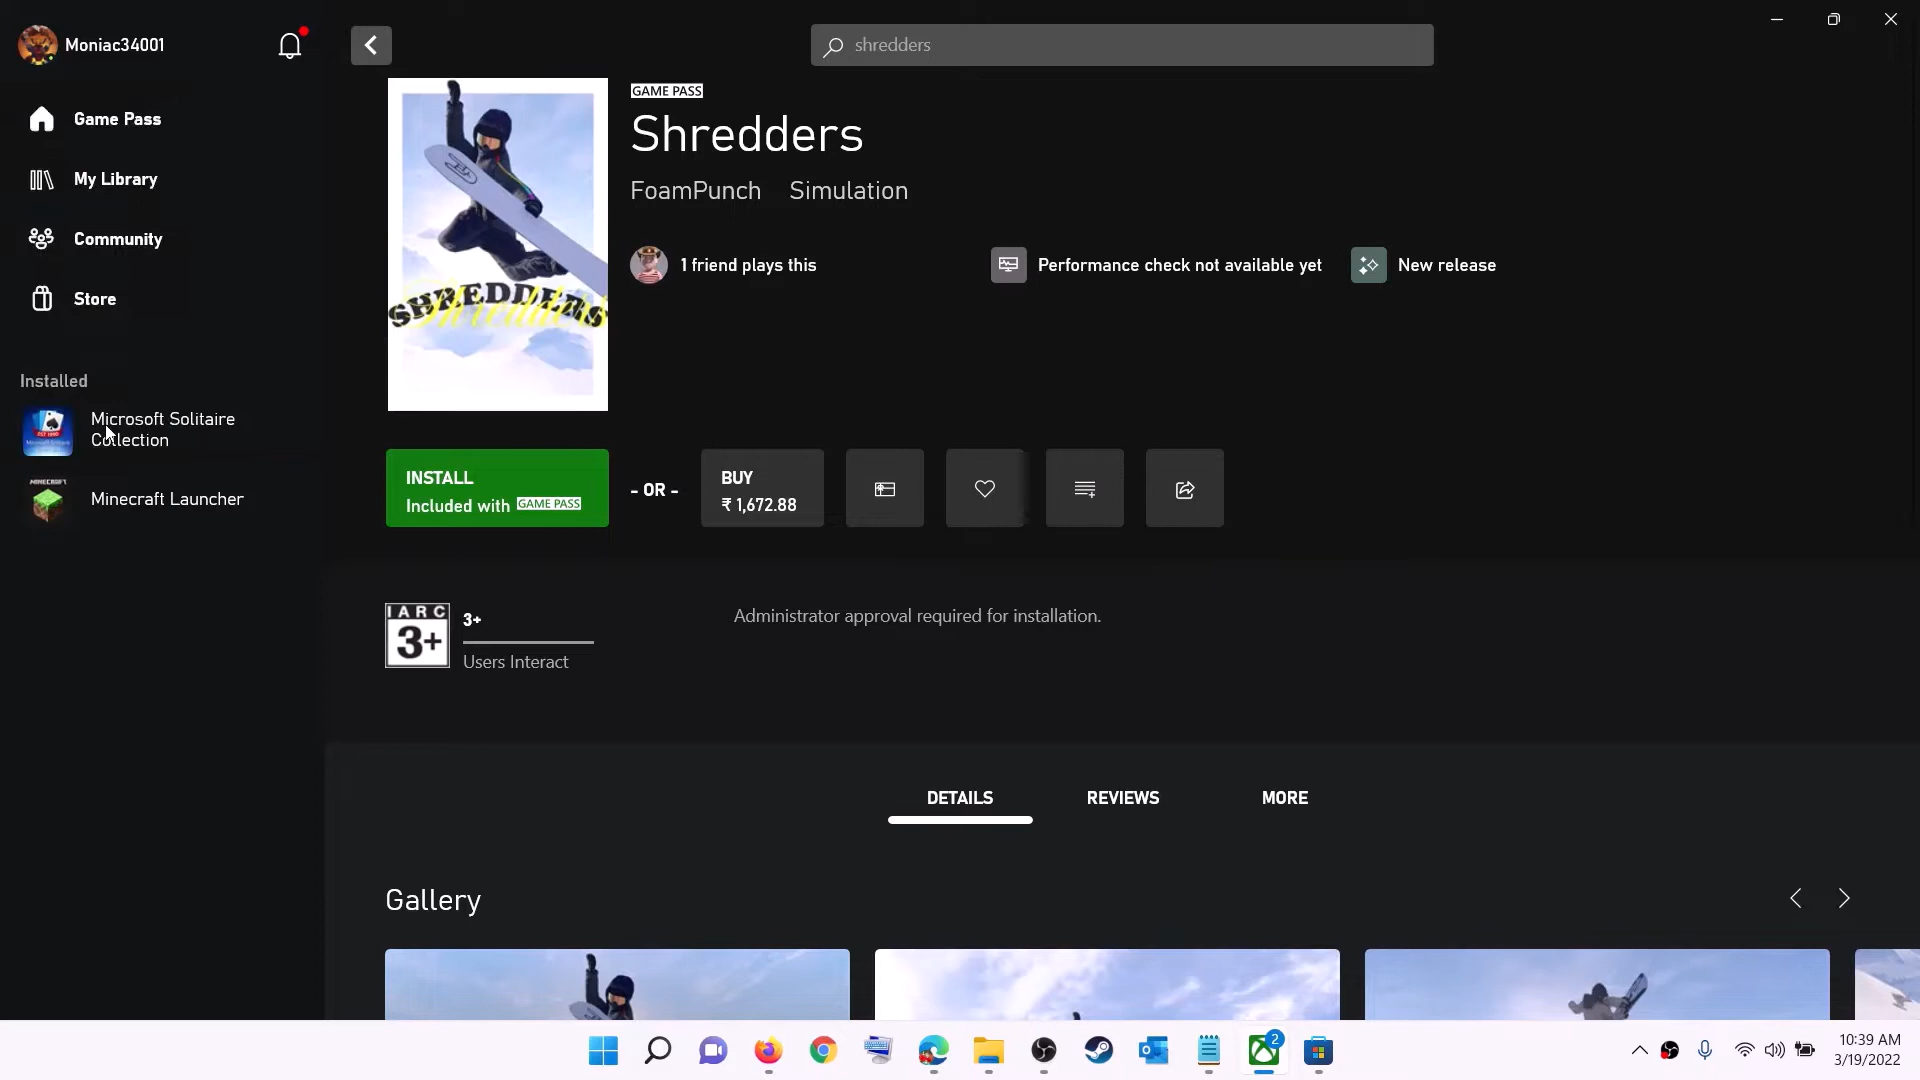 Moniac34001
shredders
Game Pass
My Library
Community
Store
Installed
Microsoft Solitaire
Collection
Minecraft Launcher
GAME PASS
Shredders
FoamPunch Simulation
1 friend plays this
Performance check not available yet
New release
SHREDDERS
Shredders
INSTALL
Included with GAME PASS
- OR -
BUY
₹ 1,672.88
IARC
3+
3+
Users Interact
Administrator approval required for installation.
DETAILS
REVIEWS
MORE
Gallery
MINECRAFT
2
10:39 AM
3/19/2022